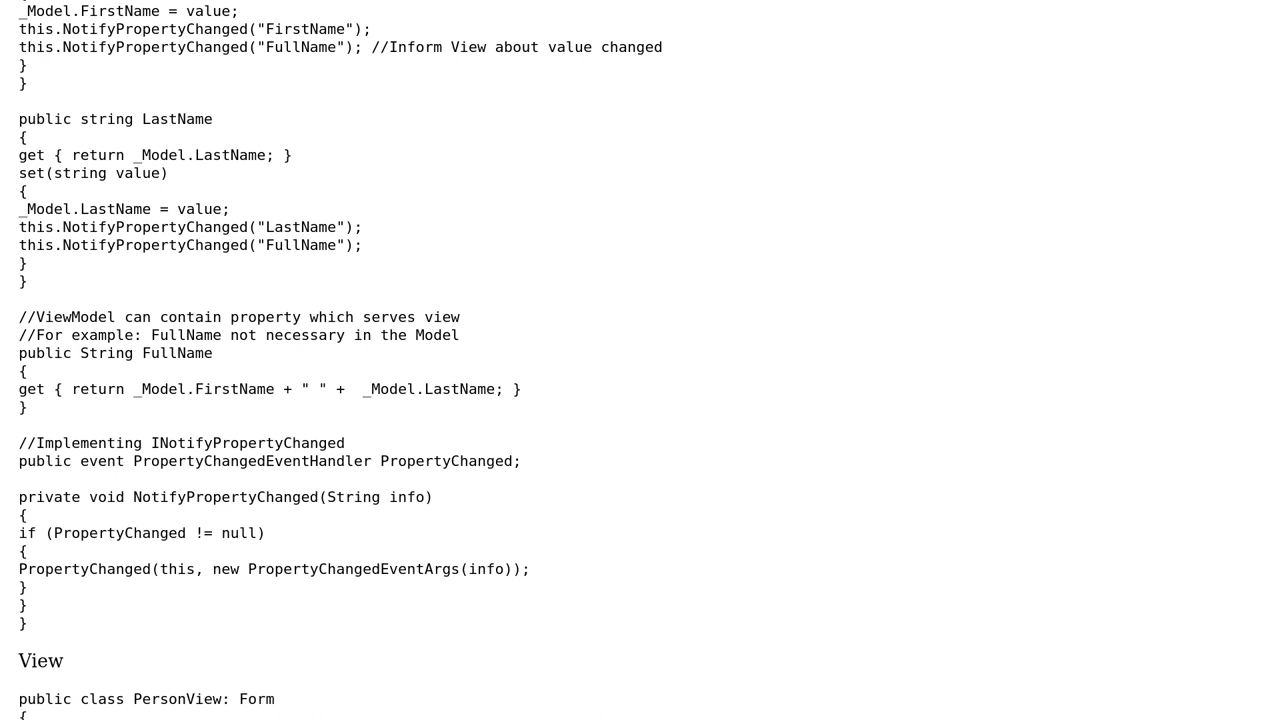 _Model.FirstName = value;
this.NotifyPropertyChanged("FirstName");
this.NotifyPropertyChanged("FullName"); //Inform View about value changed
}
}
public string LastName
{
get { return _Model.LastName; }
set(string value)
{
_Model.LastName = value;
this.NotifyPropertyChanged("LastName");
this.NotifyPropertyChanged("FullName");
}
}
//ViewModel can contain property which serves view
//For example: FullName not necessary in the Model
public String FullName
{
get { return _Model.FirstName + " " +  _Model.LastName; }
}
//Implementing INotifyPropertyChanged
public event PropertyChangedEventHandler PropertyChanged;
private void NotifyPropertyChanged(String info)
{
if (PropertyChanged != null)
{
PropertyChanged(this, new PropertyChangedEventArgs(info));
}
}
}
View
public class PersonView: Form
{